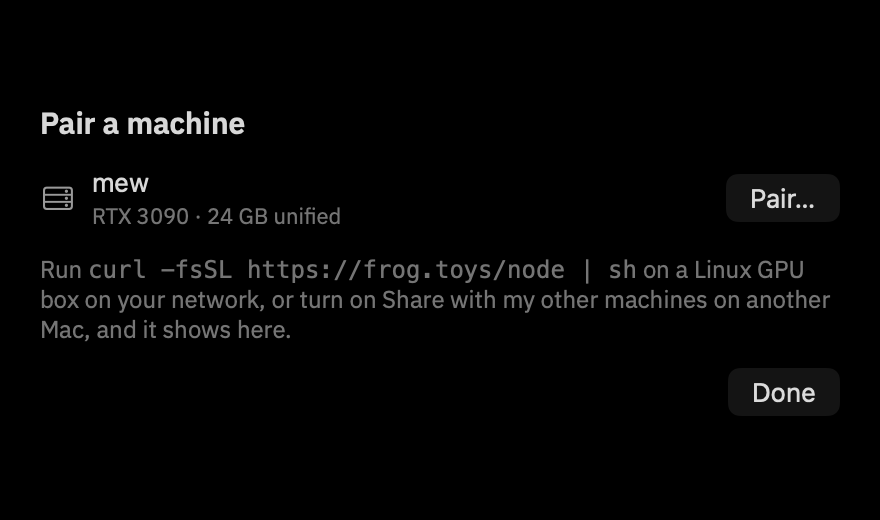 Pair a machine
mew
RTX 3090 · 24 GB unified
Pair...
Run curl -fsSL https://frog.toys/node | sh on a Linux GPU
box on your network, or turn on Share with my other machines on another
Mac, and it shows here.
Done